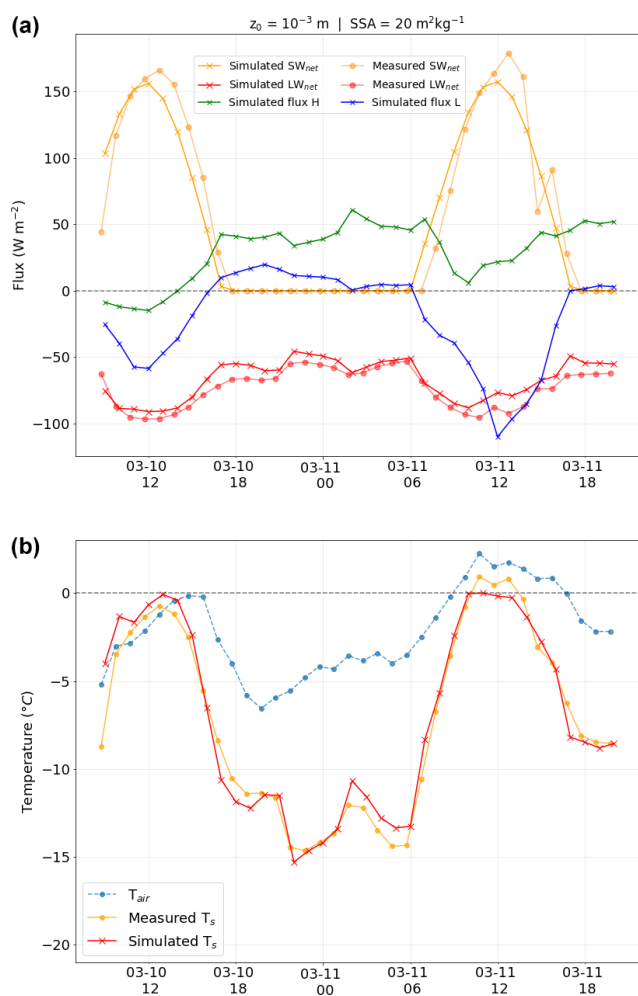 (a)
z₀ = 10⁻³ m | SSA = 20 m²kg⁻¹
Simulated SWnet
Measured SWnet
Simulated LWnet
Measured LWnet
Simulated flux H
Simulated flux L
Flux (W m⁻²)
150
100
50
0
−50
−100
03-10 03-10 03-11 03-11 03-11 03-11
12 18 00 06 12 18
(b)
Temperature (°C)
0
−5
−10
−15
−20
Tair
Measured Ts
Simulated Ts
03-10 03-10 03-11 03-11 03-11 03-11
12 18 00 06 12 18